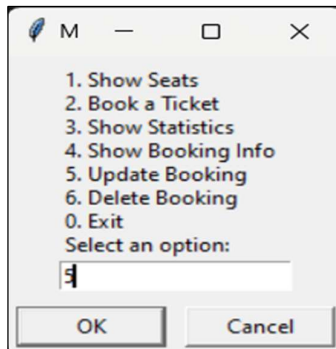 M
1. Show Seats
2. Book a Ticket
3. Show Statistics
4. Show Booking Info
5. Update Booking
6. Delete Booking
0. Exit
Select an option:
5
OK Cancel